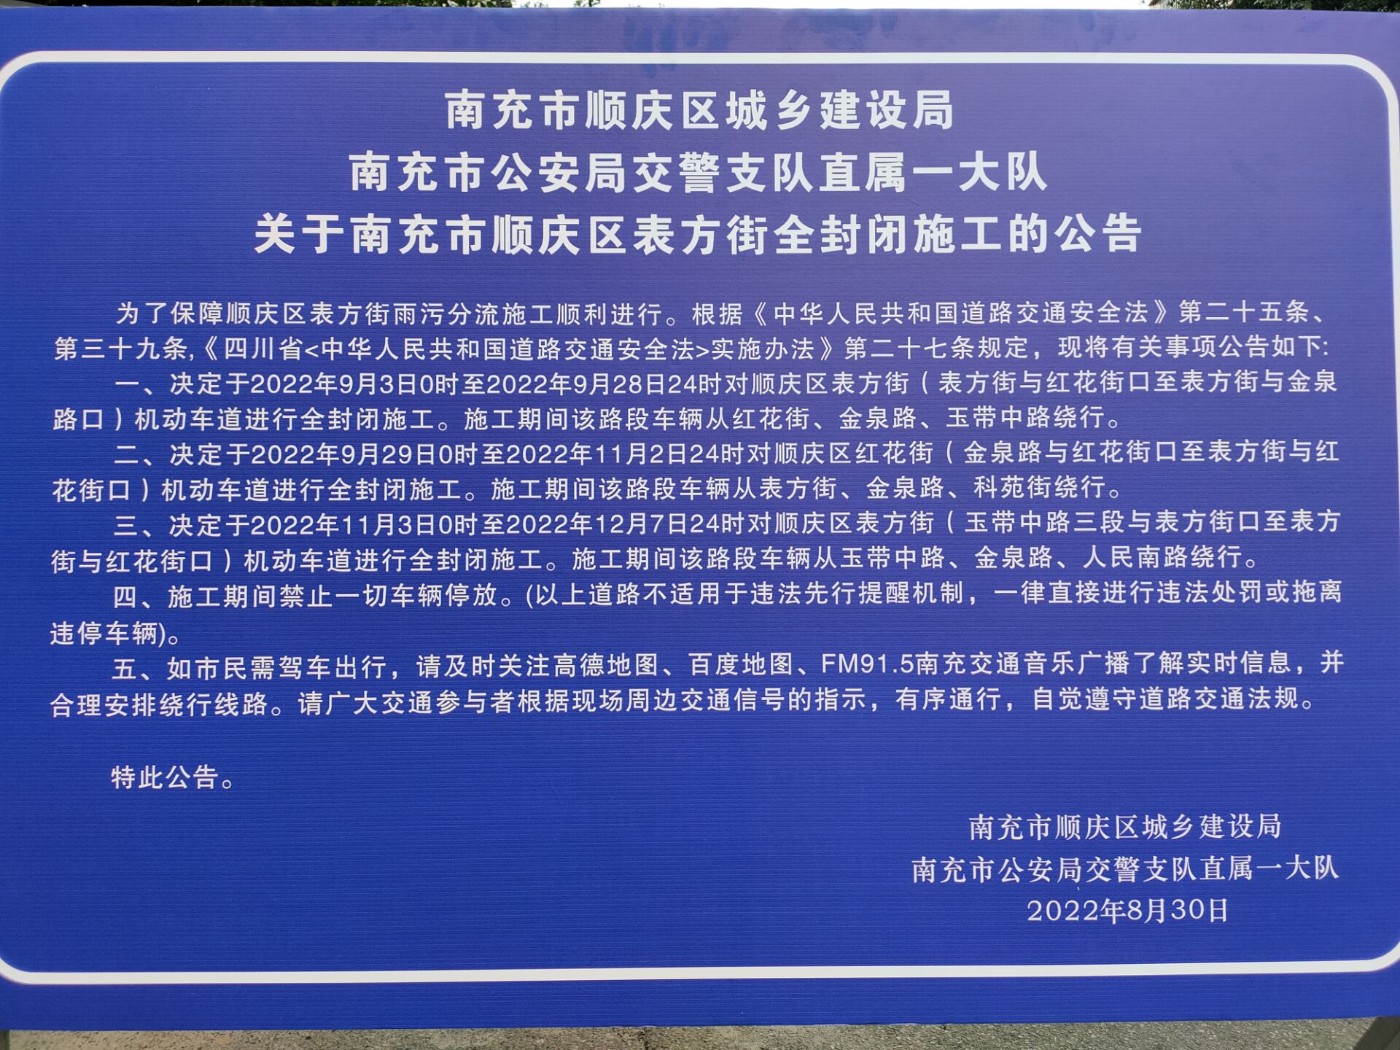 南充市顺庆区城乡建设局
南充市公安局交警支队直属一大队
关于南充市顺庆区表方街全封闭施工的公告
为了保障顺庆区表方街雨污分流施工顺利进行。根据《中华人民共和国道路交通安全法》第二十五条、
第三十九条,《四川省<中华人民共和国道路交通安全法>实施办法》第二十七条规定，现将有关事项公告如下:
一、决定于2022年9月3日0时至2022年9月28日24时对顺庆区表方街（表方街与红花街口至表方街与金泉
路口）机动车道进行全封闭施工。施工期间该路段车辆从红花街、金泉路、玉带中路绕行。
二、决定于2022年9月29日0时至2022年11月2日24时对顺庆区红花街（金泉路与红花街口至表方街与红
花街口）机动车道进行全封闭施工。施工期间该路段车辆从表方街、金泉路、科苑街绕行。
三、决定于2022年11月3日0时至2022年12月7日24时对顺庆区表方街（玉带中路三段与表方街口至表方
街与红花街口）机动车道进行全封闭施工。施工期间该路段车辆从玉带中路、金泉路、人民南路绕行。
四、施工期间禁止一切车辆停放。(以上道路不适用于违法先行提醒机制，一律直接进行违法处罚或拖离
违停车辆)。
五、如市民需驾车出行，请及时关注高德地图、百度地图、FM91.5南充交通音乐广播了解实时信息，并
合理安排绕行线路。请广大交通参与者根据现场周边交通信号的指示，有序通行，自觉遵守道路交通法规。
特此公告。
南充市顺庆区城乡建设局
南充市公安局交警支队直属一大队
2022年8月30日